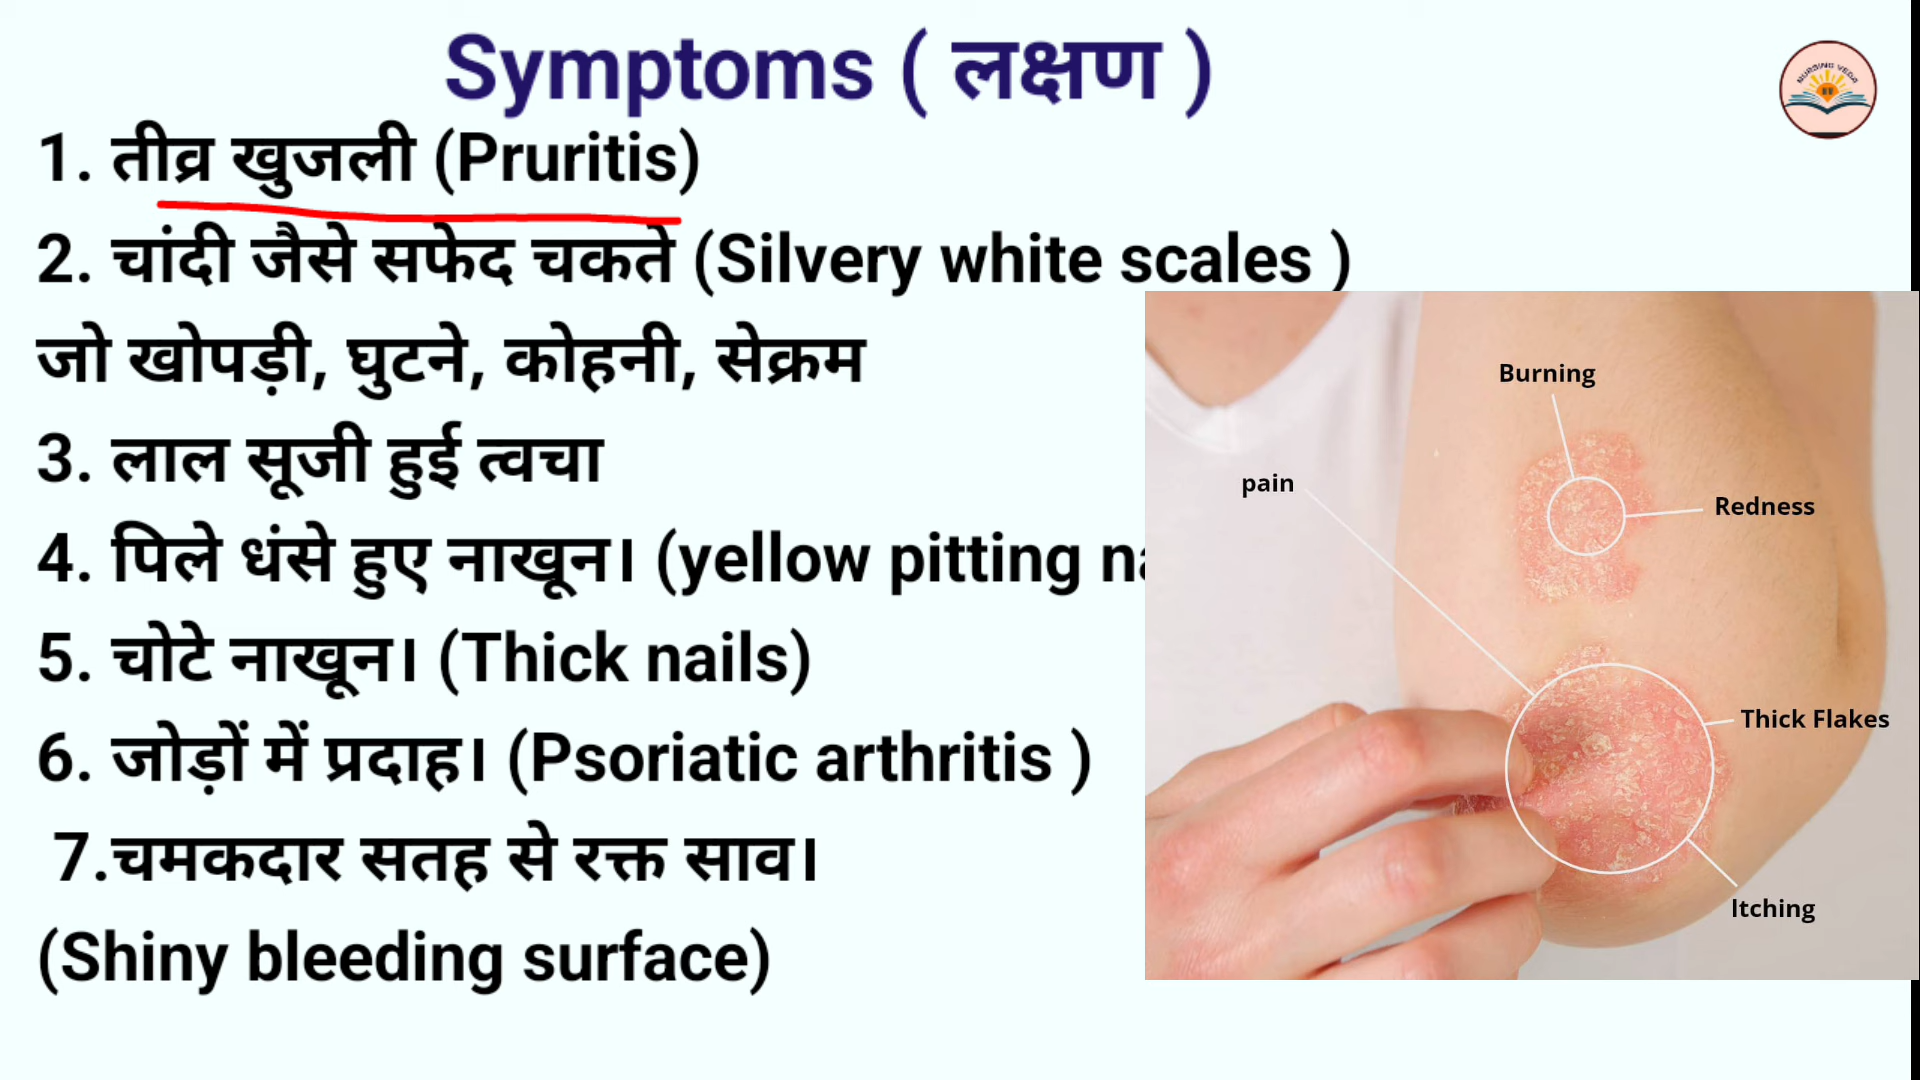 Symptoms ( लक्षण )
NURSING VEDA
1. तीव्र खुजली (Pruritis)
2. चांदी जैसे सफेद चकते (Silvery white scales )
जो खोपड़ी, घुटने, कोहनी, सेक्रम
3. लाल सूजी हुई त्वचा
4. पिले धंसे हुए नाखून। (yellow pitting
5. चोटे नाखून। (Thick nails)
6. जोड़ों में प्रदाह। (Psoriatic arthritis )
7.चमकदार सतह से रक्त साव।
(Shiny bleeding surface)
Burning
pain
Redness
Thick Flakes
Itching